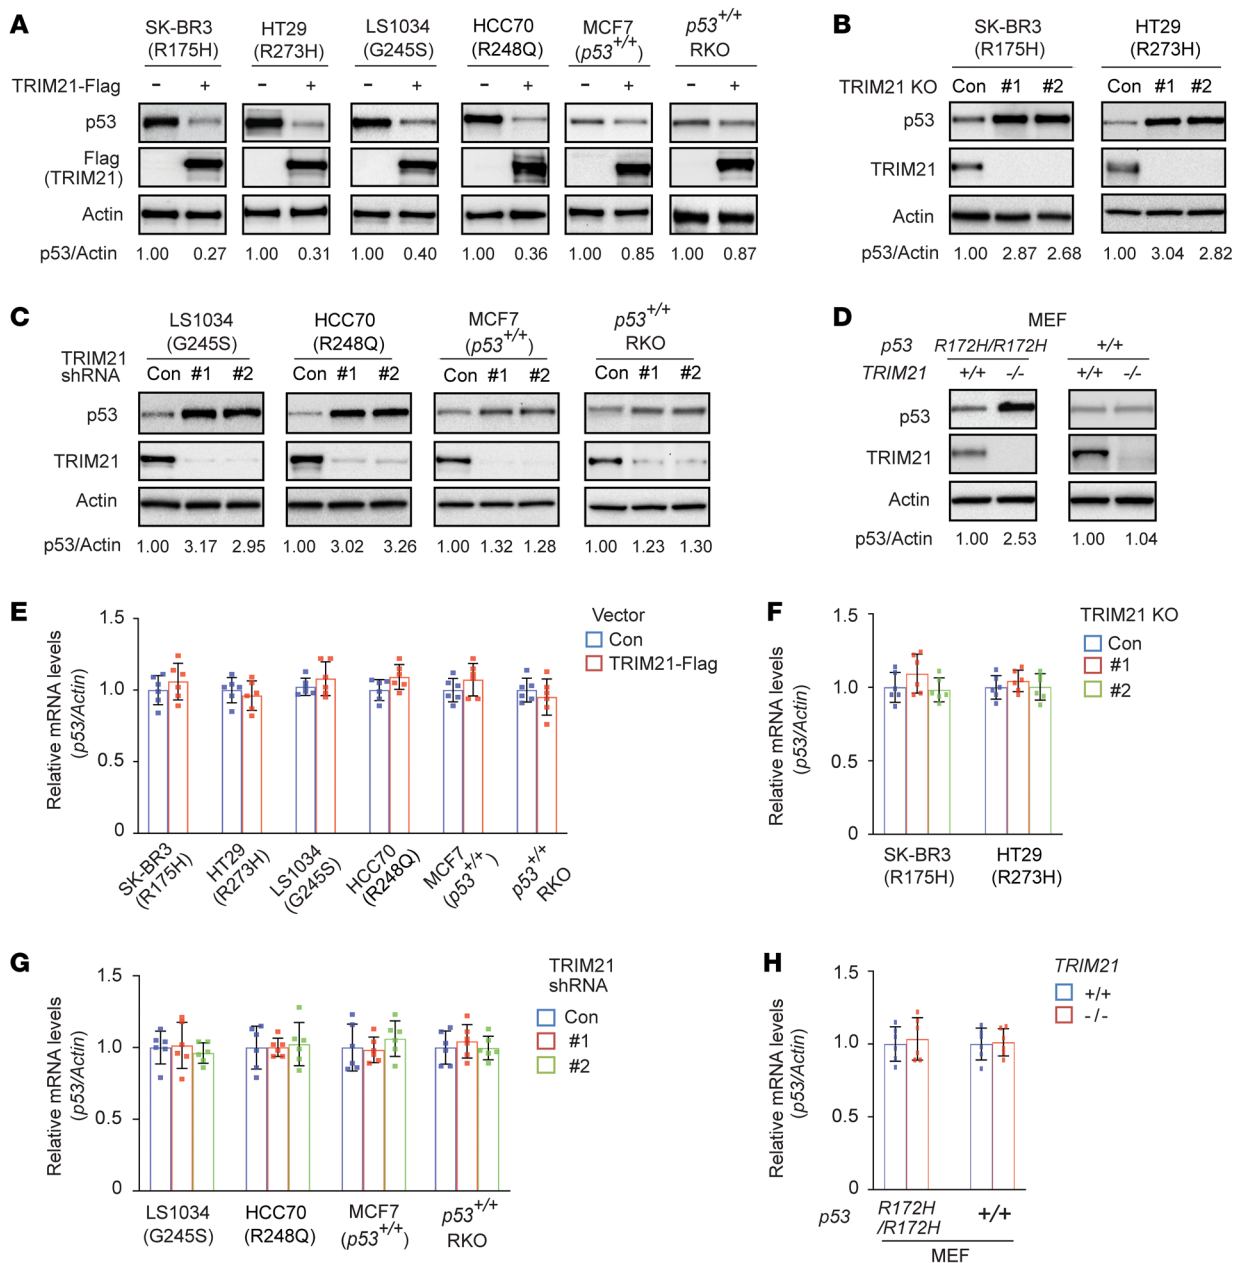 A
SK-BR3 (R175H) HT29 (R273H) LS1034 (G245S) HCC70 (R248Q) MCF7 (p53+/+) p53+/+ RKO
TRIM21-Flag – + – + – + – + – + – +
p53
Flag (TRIM21)
Actin
p53/Actin 1.00 0.27 1.00 0.31 1.00 0.40 1.00 0.36 1.00 0.85 1.00 0.87
B
SK-BR3 (R175H) HT29 (R273H)
TRIM21 KO Con #1 #2 Con #1 #2
p53
TRIM21
Actin
p53/Actin 1.00 2.87 2.68 1.00 3.04 2.82
C
LS1034 (G245S) HCC70 (R248Q) MCF7 (p53+/+) p53+/+ RKO
TRIM21 shRNA Con #1 #2 Con #1 #2 Con #1 #2 Con #1 #2
p53
TRIM21
Actin
p53/Actin 1.00 3.17 2.95 1.00 3.02 3.26 1.00 1.32 1.28 1.00 1.23 1.30
D
MEF
p53 R172H/R172H +/+
TRIM21 +/+ -/- +/+ -/-
p53
TRIM21
Actin
p53/Actin 1.00 2.53 1.00 1.04
E
Relative mRNA levels
(p53/Actin)
1.5
1.0
0.5
0
Vector
Con
TRIM21-Flag
SK-BR3 (R175H) HT29 (R273H) LS1034 (G245S) HCC70 (R248Q) MCF7 (p53+/+) p53+/+ RKO
F
Relative mRNA levels
(p53/Actin)
1.5
1.0
0.5
0
TRIM21 KO
Con
#1
#2
SK-BR3 (R175H) HT29 (R273H)
G
Relative mRNA levels
(p53/Actin)
1.5
1.0
0.5
0
TRIM21
shRNA
Con
#1
#2
LS1034 (G245S) HCC70 (R248Q) MCF7 (p53+/+) p53+/+ RKO
H
Relative mRNA levels
(p53/Actin)
1.5
1.0
0.5
0
TRIM21
+/+
-/-
p53 R172H /R172H +/+
MEF